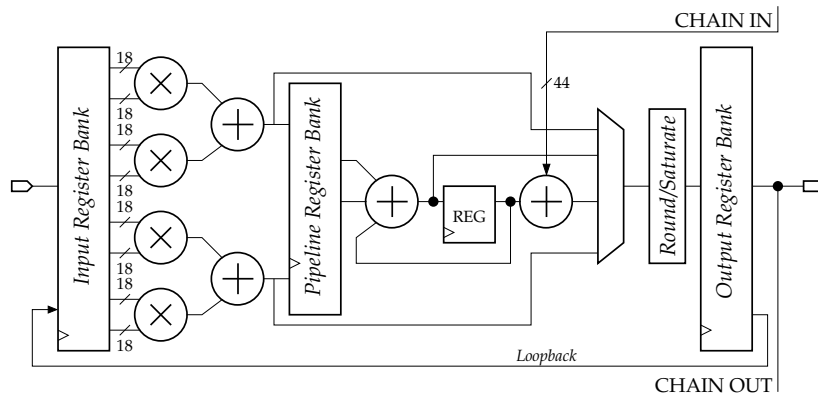 CHAIN IN
18
18
18
18
18
18
18
18
44
Input Register Bank
Pipeline Register Bank
REG
Round/Saturate
Output Register Bank
Loopback
CHAIN OUT